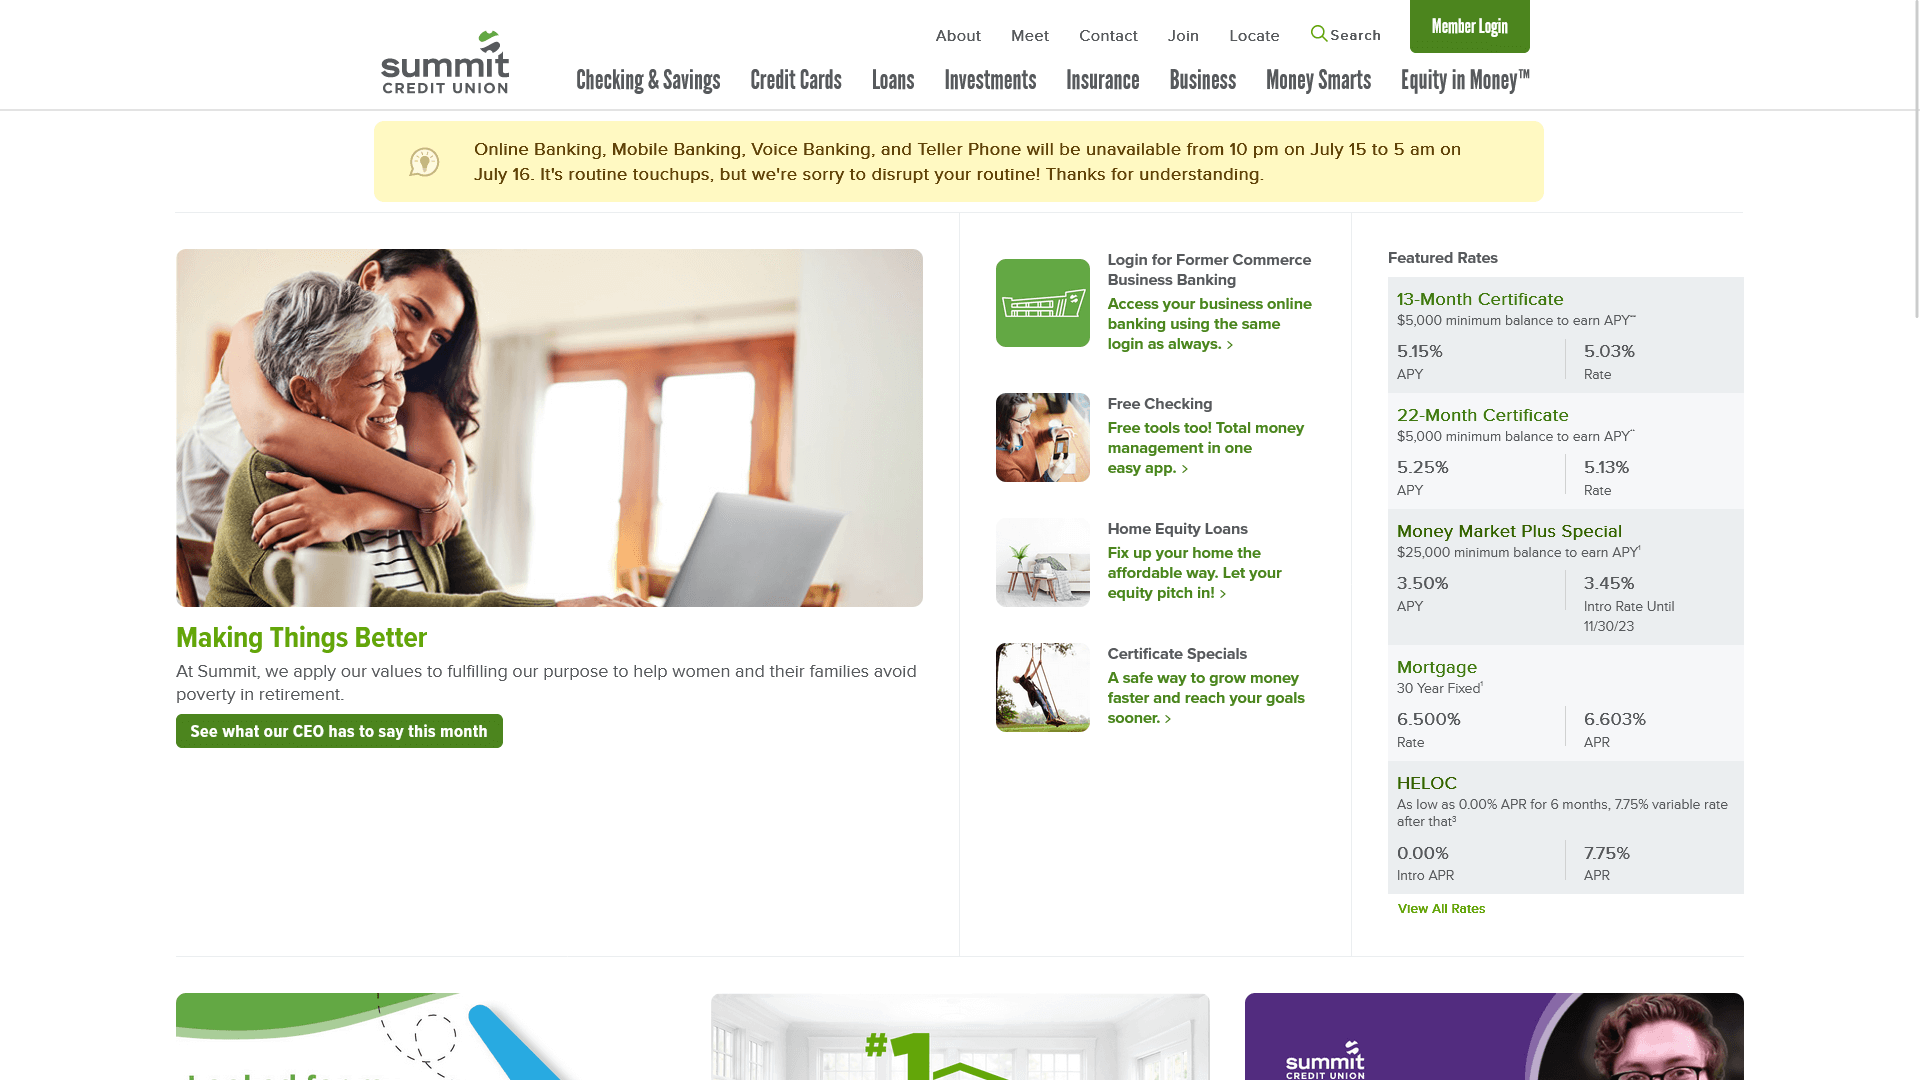 About Meet Contact Join Locate Search Member Login
summit
CREDIT UNION
Checking & Savings Credit Cards Loans Investments Insurance Business Money Smarts Equity in Money™
Online Banking, Mobile Banking, Voice Banking, and Teller Phone will be unavailable from 10 pm on July 15 to 5 am on
July 16. It's routine touchups, but we're sorry to disrupt your routine! Thanks for understanding.
Making Things Better
At Summit, we apply our values to fulfilling our purpose to help women and their families avoid
poverty in retirement.
See what our CEO has to say this month
Login for Former Commerce
Business Banking
Access your business online
banking using the same
login as always. ›
Free Checking
Free tools too! Total money
management in one
easy app. ›
Home Equity Loans
Fix up your home the
affordable way. Let your
equity pitch in! ›
Certificate Specials
A safe way to grow money
faster and reach your goals
sooner. ›
Featured Rates
13-Month Certificate
$5,000 minimum balance to earn APY
5.15% 5.03%
APY Rate
22-Month Certificate
$5,000 minimum balance to earn APY
5.25% 5.13%
APY Rate
Money Market Plus Special
$25,000 minimum balance to earn APY¹
3.50% 3.45%
APY Intro Rate Until
11/30/23
Mortgage
30 Year Fixed¹
6.500% 6.603%
Rate APR
HELOC
As low as 0.00% APR for 6 months, 7.75% variable rate
after that³
0.00% 7.75%
Intro APR APR
View All Rates
#1
summit
CREDIT UNION